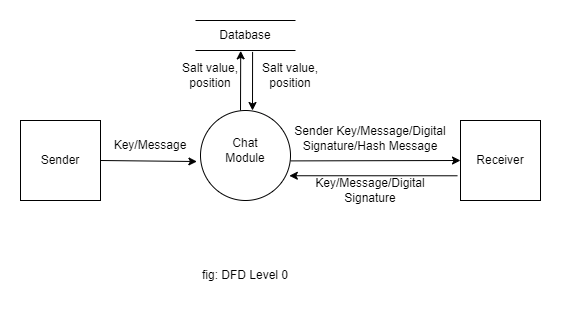 Database
Salt value,
position
Salt value,
position
Sender
Key/Message
Chat
Module
Sender Key/Message/Digital
Signature/Hash Message
Key/Message/Digital
Signature
Receiver
fig: DFD Level 0